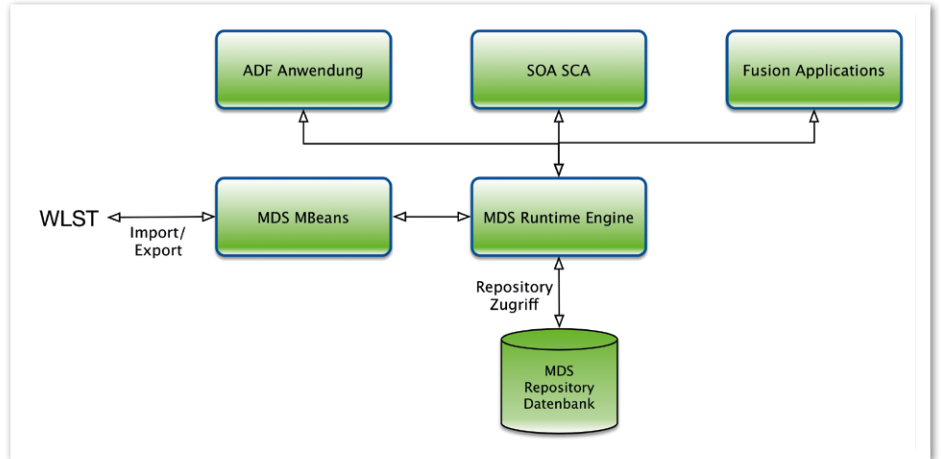 ADF Anwendung
SOA SCA
Fusion Applications
WLST
Import/
Export
MDS MBeans
MDS Runtime Engine
Repository
Zugriff
MDS
Repository
Datenbank